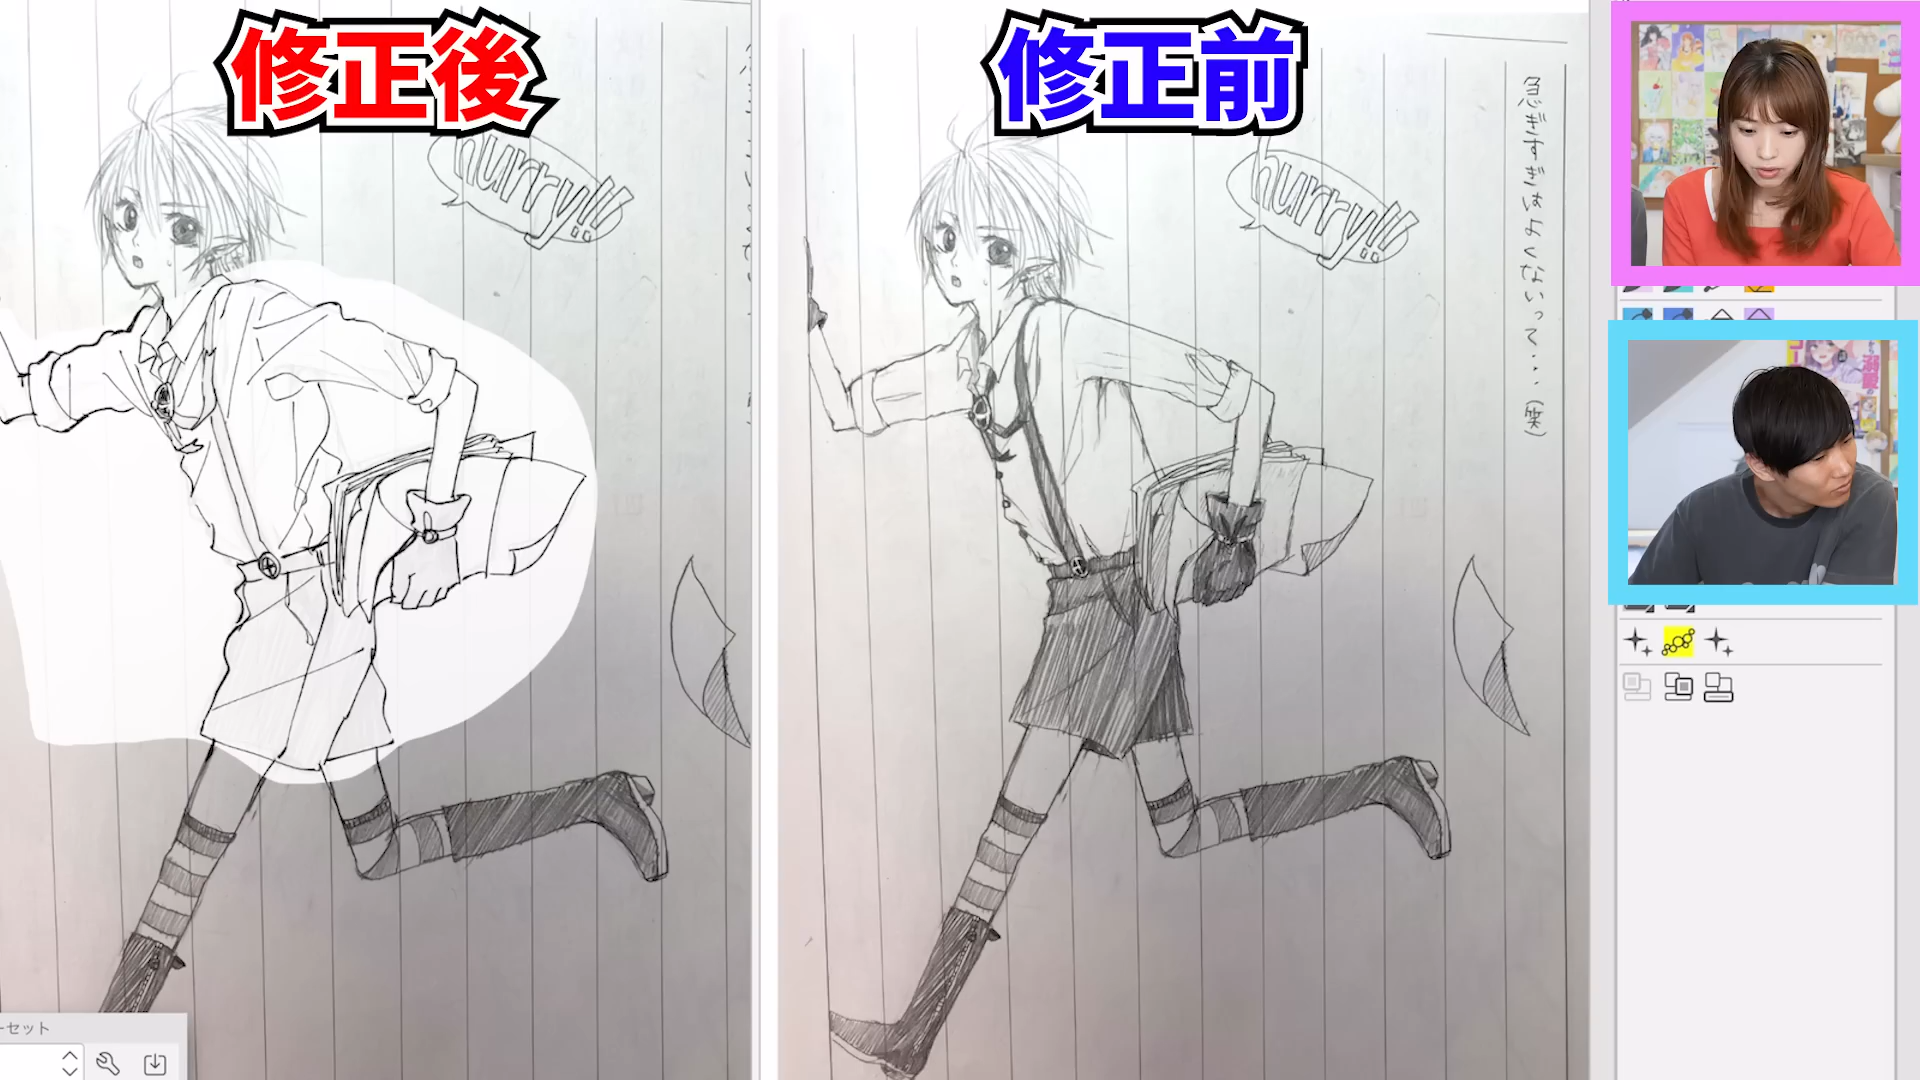 修正後
修正前
hurry!!
hurry!!
急ぎすぎはよくないって・・・(笑)
ーセット